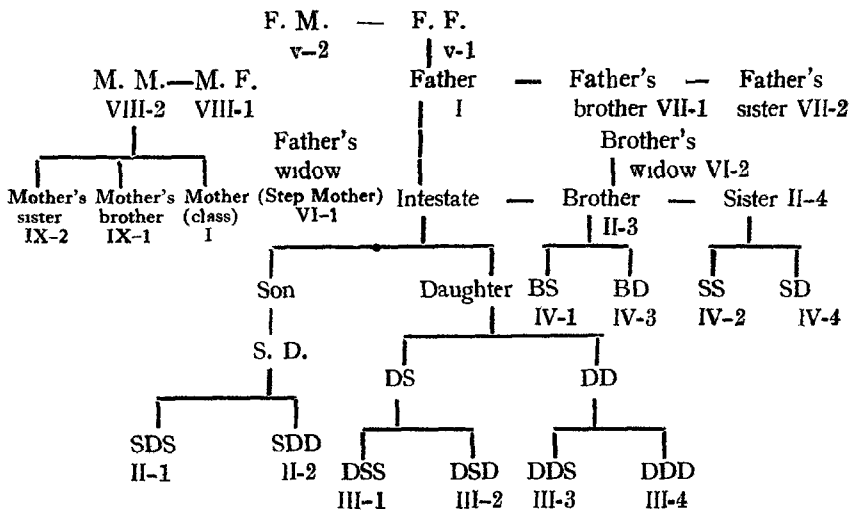 F. M. — F. F.
v-2 v-1
M. M.—M. F. Father — Father's — Father's
VIII-2 VIII-1 I brother VII-1 sister VII-2
Father's Brother's
widow widow VI-2
Mother's Mother's Mother (Step Mother) Intestate — Brother — Sister II-4
sister brother (class) VI-1 II-3
IX-2 IX-1 I
Son Daughter BS BD SS SD
IV-1 IV-3 IV-2 IV-4
S. D.
DS DD
SDS SDD
II-1 II-2
DSS DSD DDS DDD
III-1 III-2 III-3 III-4